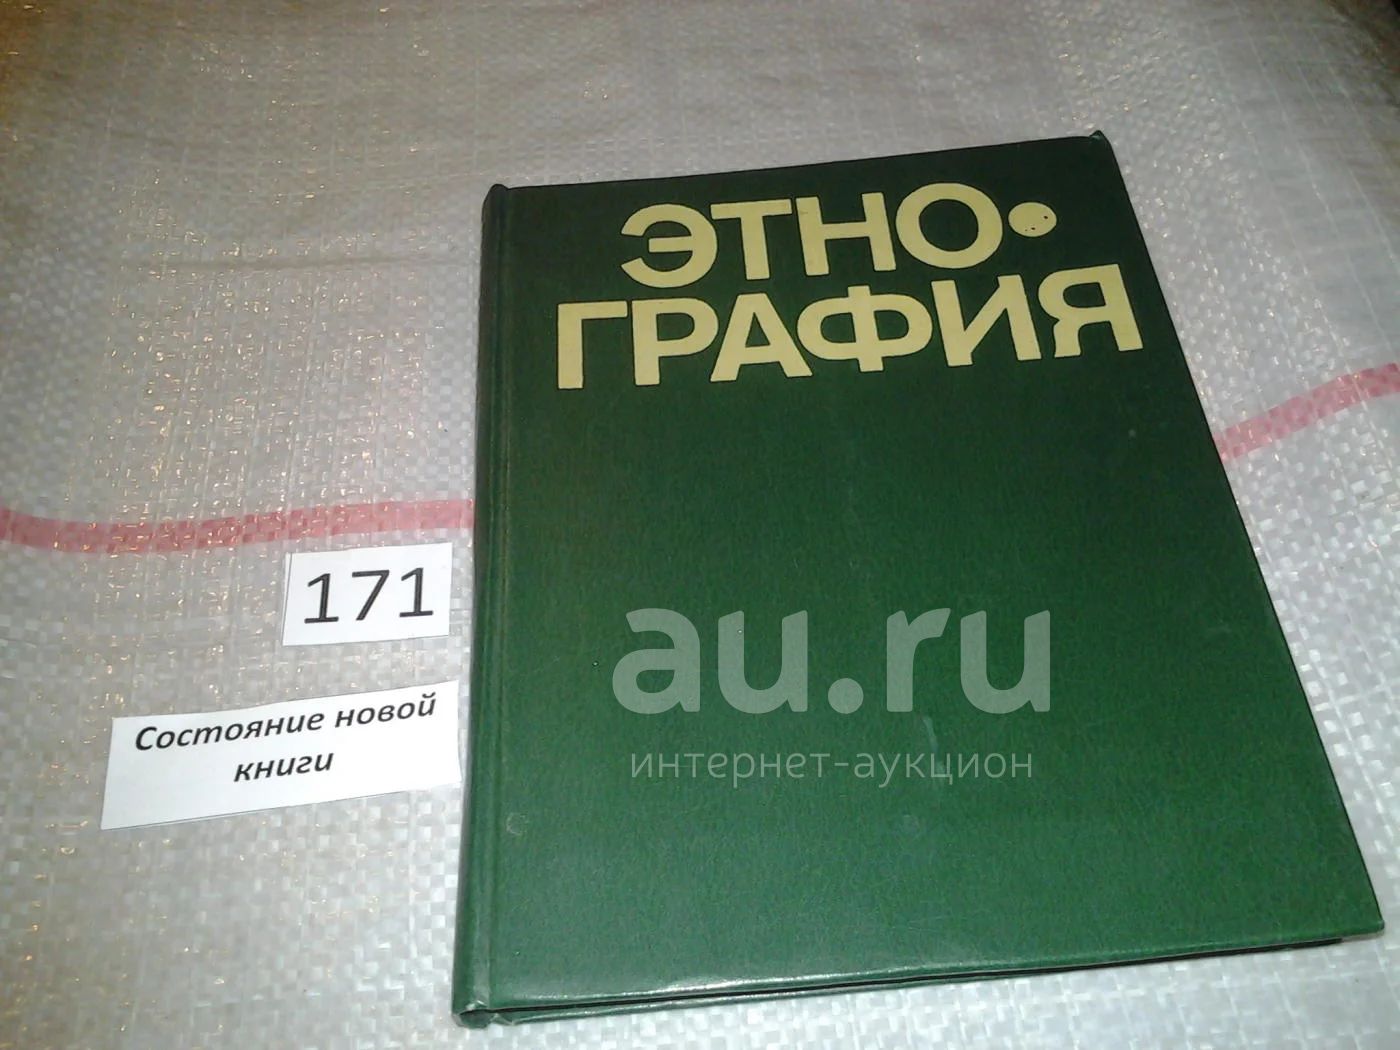 ЭТНО•
ГРАФИЯ
171
Состояние новой
книги
au.ru
интернет-аукцион